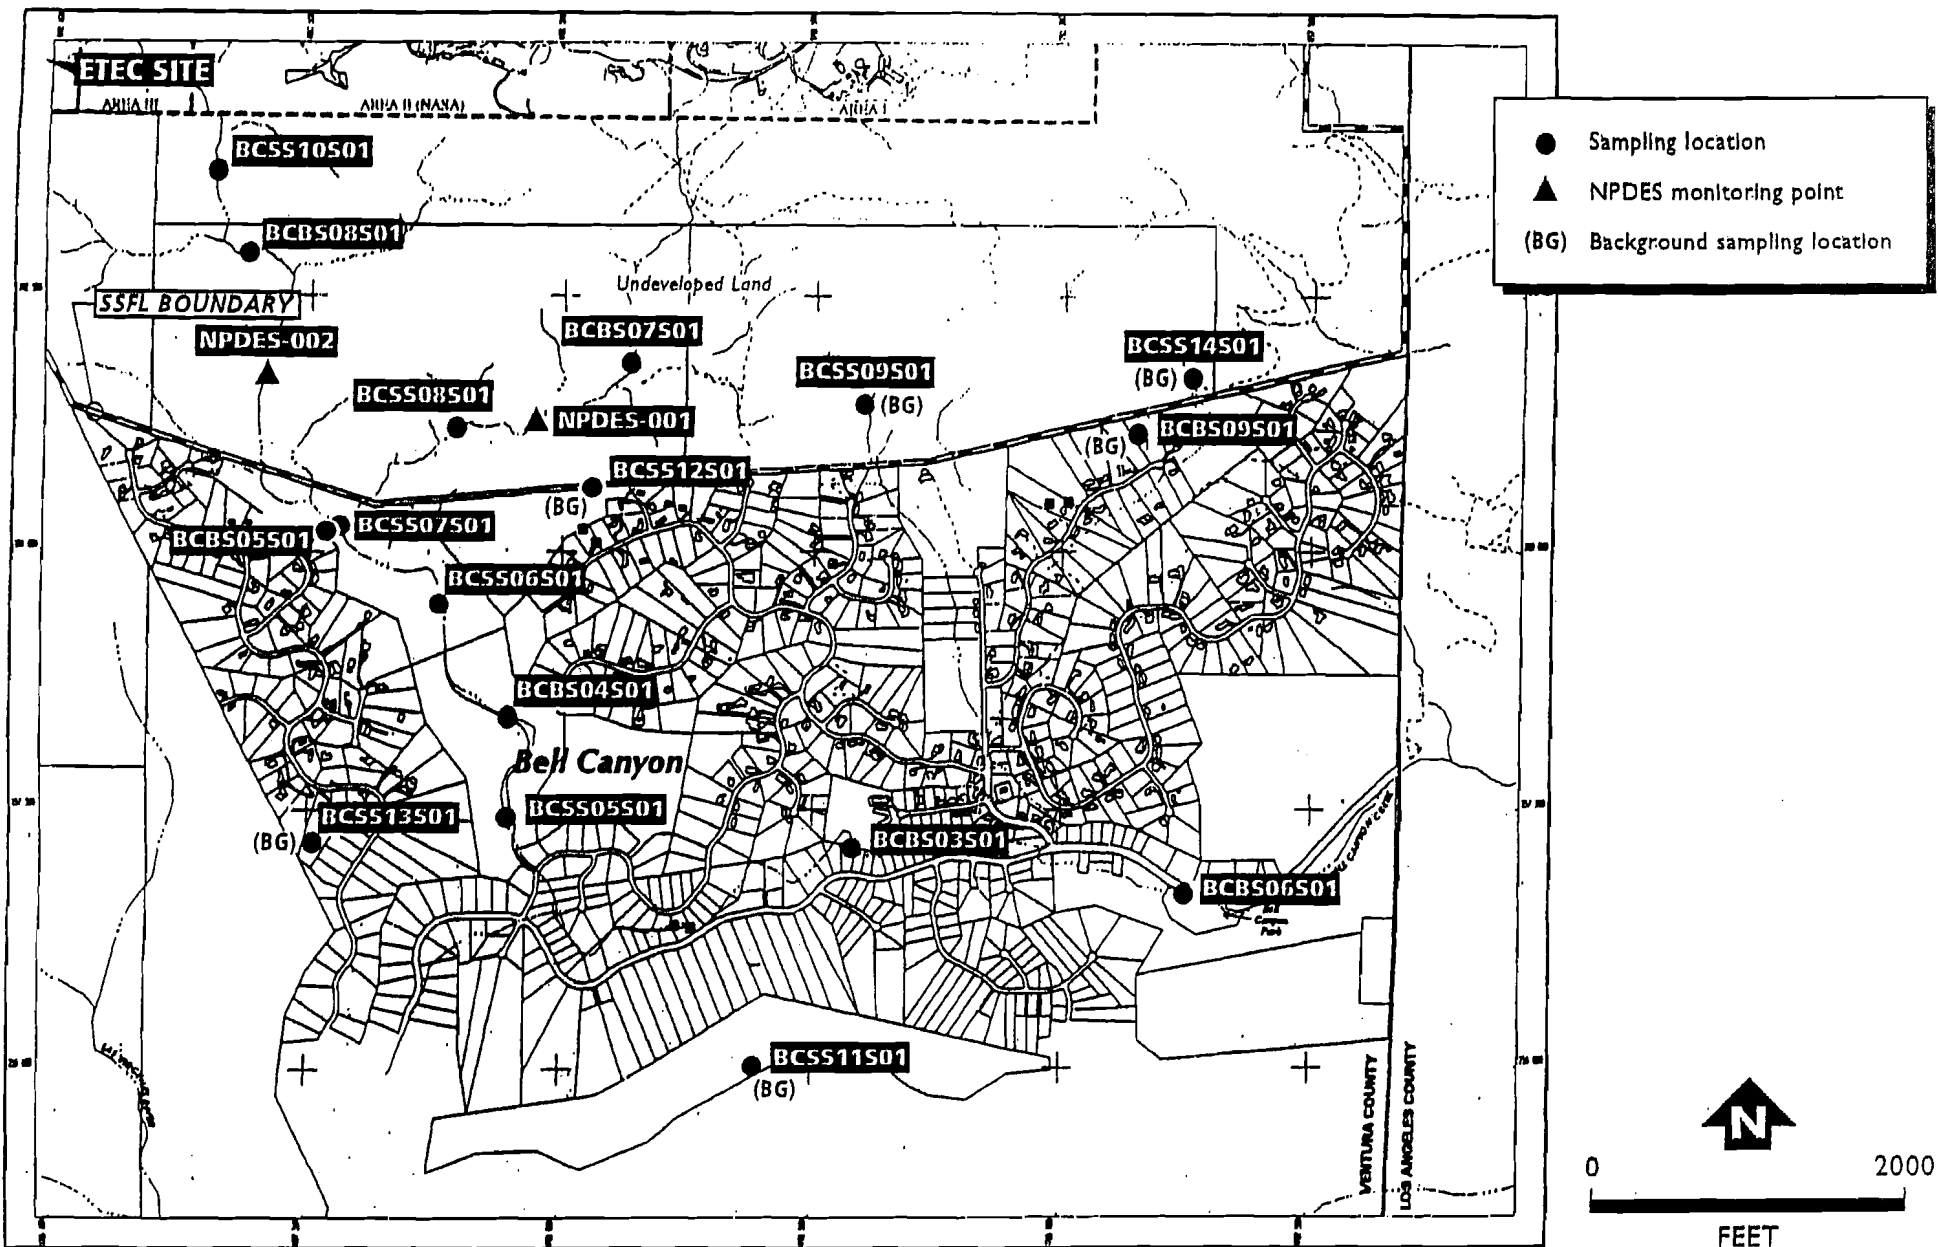 ETEC SITE
AREA III
AREA II (NASA)
AREA I
BCSS10S01
Sampling location
NPDES monitoring point
(BG) Background sampling location
BCBS08S01
Undeveloped Land
SSFL BOUNDARY
NPDES-002
BCBS07S01
BCSS14S01
(BG)
BCSS09S01
(BG)
BCSS08S01
NPDES-001
BCBS09S01
(BG)
BCSS12S01
(BG)
BCSS07S01
BCBS05S01
BCSS06S01
BCBS04S01
Bell Canyon
BCSS05S01
BCSS13S01
(BG)
BCBS03S01
BCBS06S01
Bell
Canyon
Park
BCSS11S01
(BG)
VENTURA COUNTY
LOS ANGELES COUNTY
N
0 2000
FEET